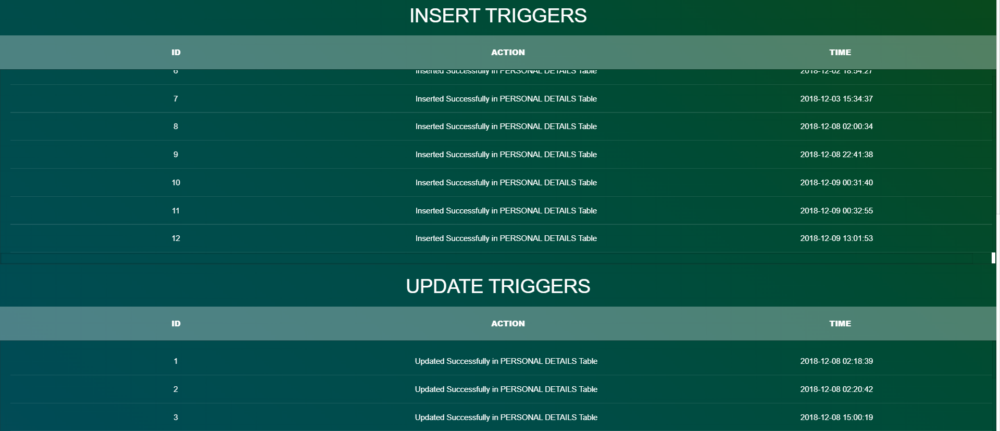 INSERT TRIGGERS
ID ACTION TIME
6 Inserted Successfully in PERSONAL DETAILS Table 2018-12-02 18:54:27
7 Inserted Successfully in PERSONAL DETAILS Table 2018-12-03 15:34:37
8 Inserted Successfully in PERSONAL DETAILS Table 2018-12-08 02:00:34
9 Inserted Successfully in PERSONAL DETAILS Table 2018-12-08 22:41:38
10 Inserted Successfully in PERSONAL DETAILS Table 2018-12-09 00:31:40
11 Inserted Successfully in PERSONAL DETAILS Table 2018-12-09 00:32:55
12 Inserted Successfully in PERSONAL DETAILS Table 2018-12-09 13:01:53
UPDATE TRIGGERS
ID ACTION TIME
1 Updated Successfully in PERSONAL DETAILS Table 2018-12-08 02:18:39
2 Updated Successfully in PERSONAL DETAILS Table 2018-12-08 02:20:42
3 Updated Successfully in PERSONAL DETAILS Table 2018-12-08 15:00:19